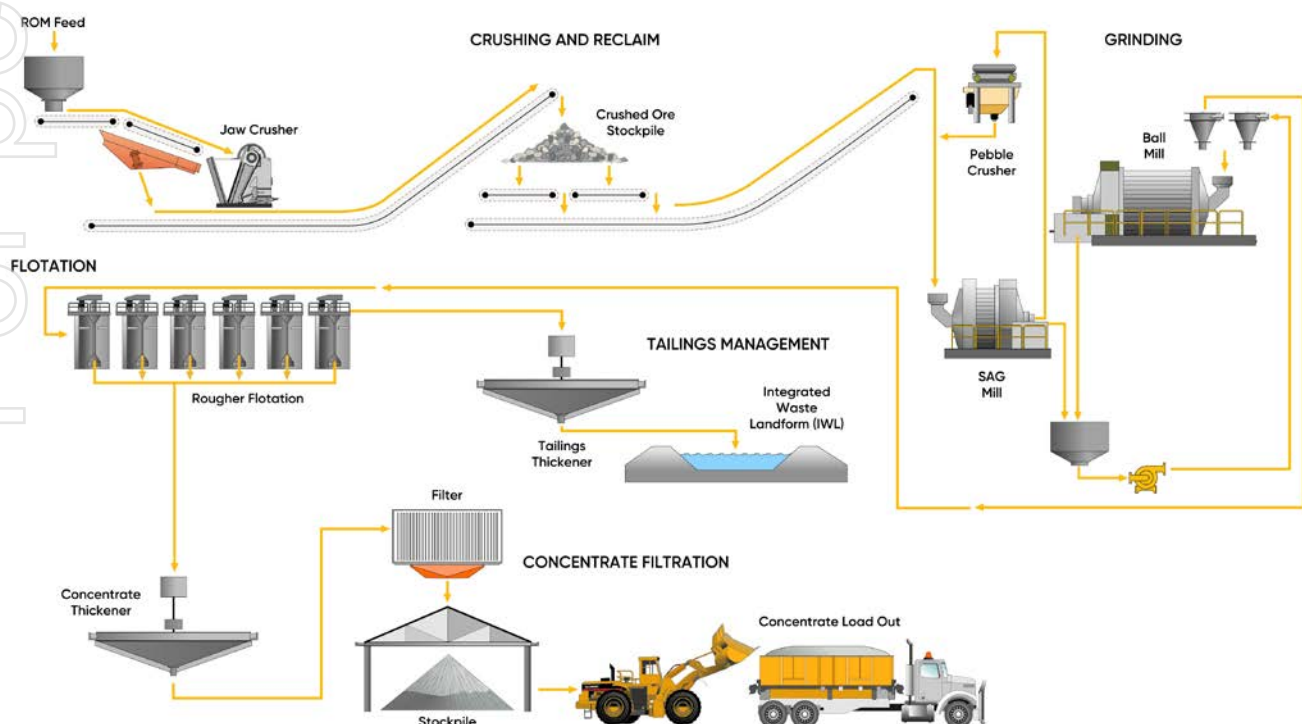 ROM Feed
CRUSHING AND RECLAIM
GRINDING
Jaw Crusher
Crushed Ore
Stockpile
Pebble
Crusher
Ball
Mill
FLOTATION
Rougher Flotation
TAILINGS MANAGEMENT
Integrated
Waste
Landform (IWL)
Tailings
Thickener
SAG
Mill
Filter
CONCENTRATE FILTRATION
Concentrate
Thickener
Concentrate Load Out
Stockpile